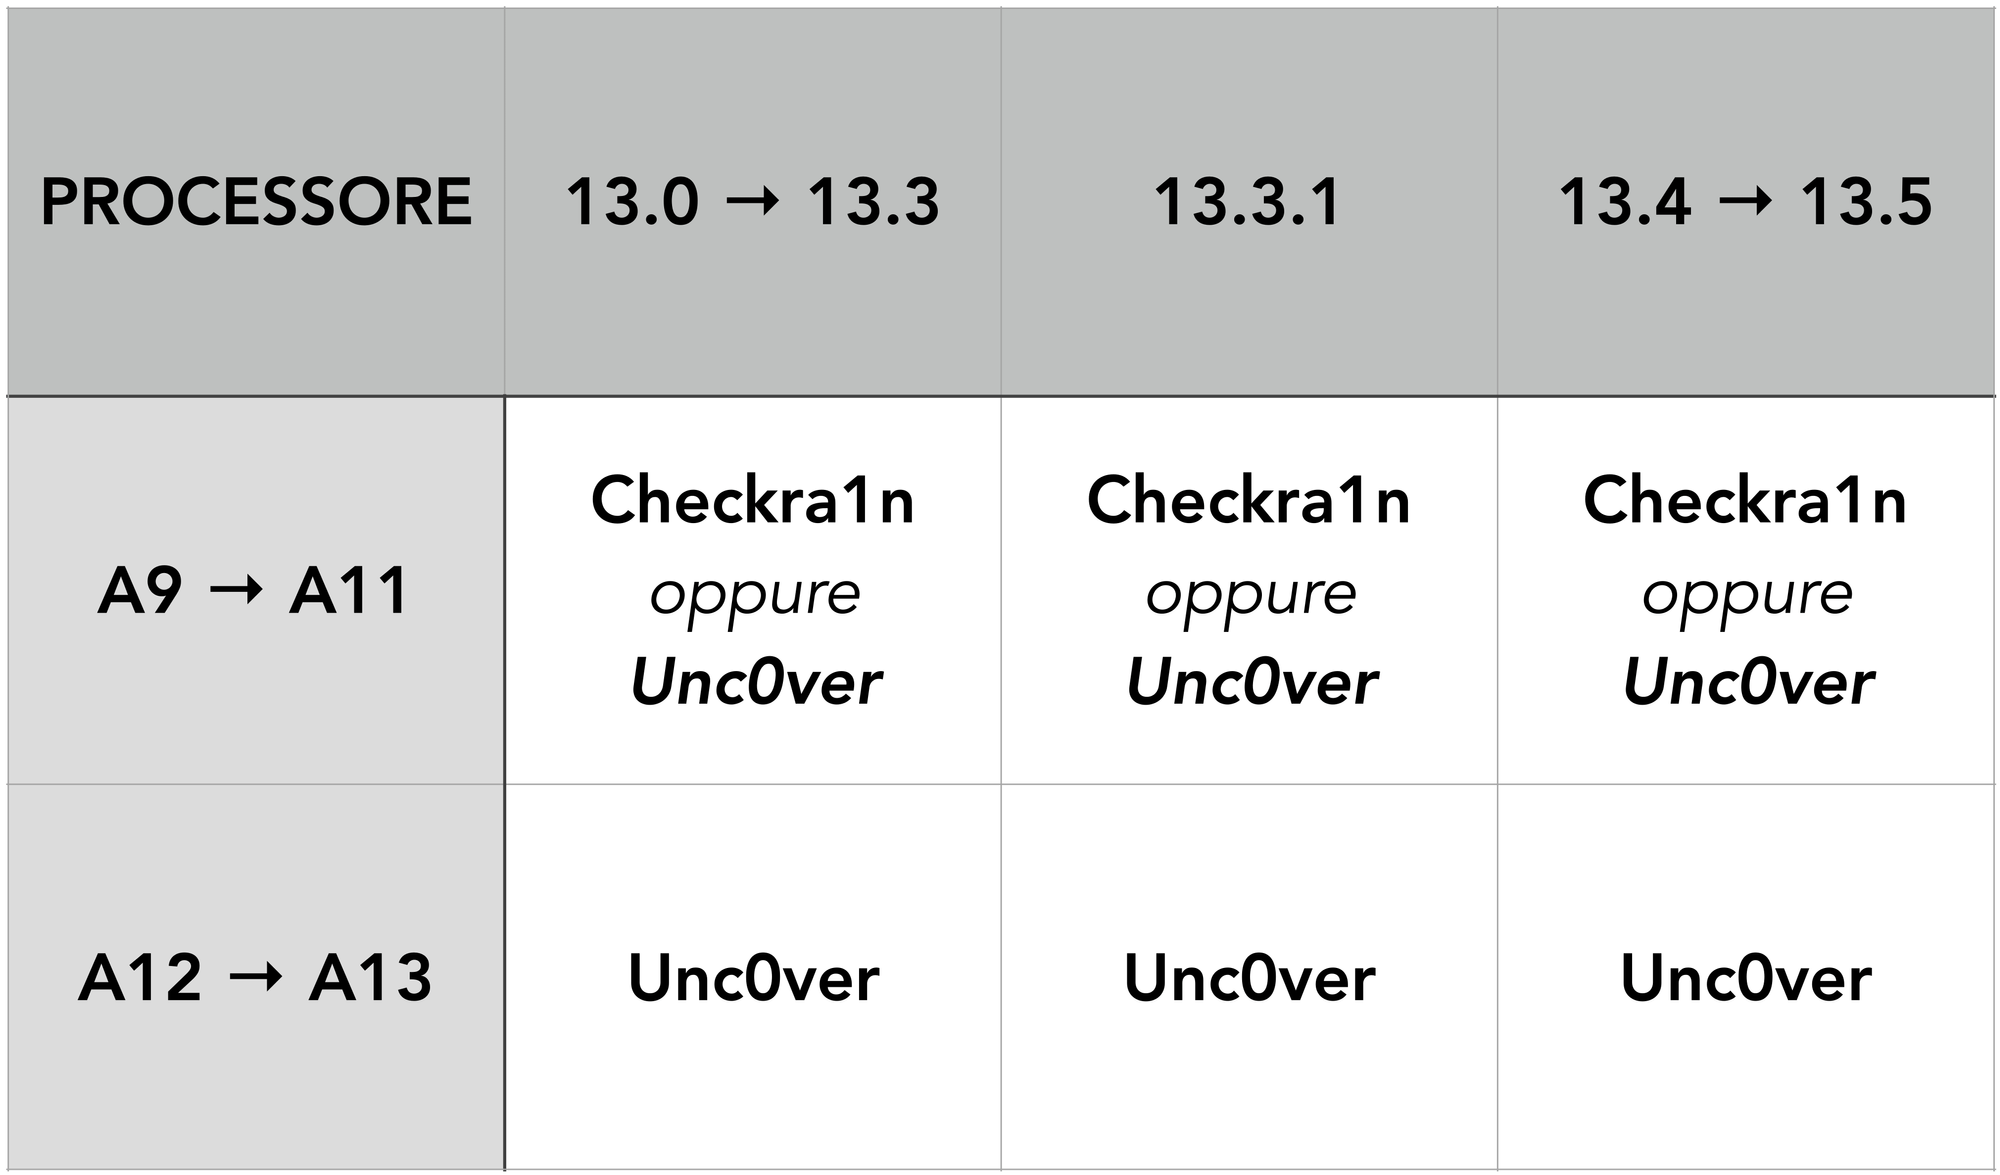 PROCESSORE
13.0 → 13.3
13.3.1
13.4 → 13.5
A9 → A11
Checkra1n
oppure
Unc0ver
Checkra1n
oppure
Unc0ver
Checkra1n
oppure
Unc0ver
A12 → A13
Unc0ver
Unc0ver
Unc0ver